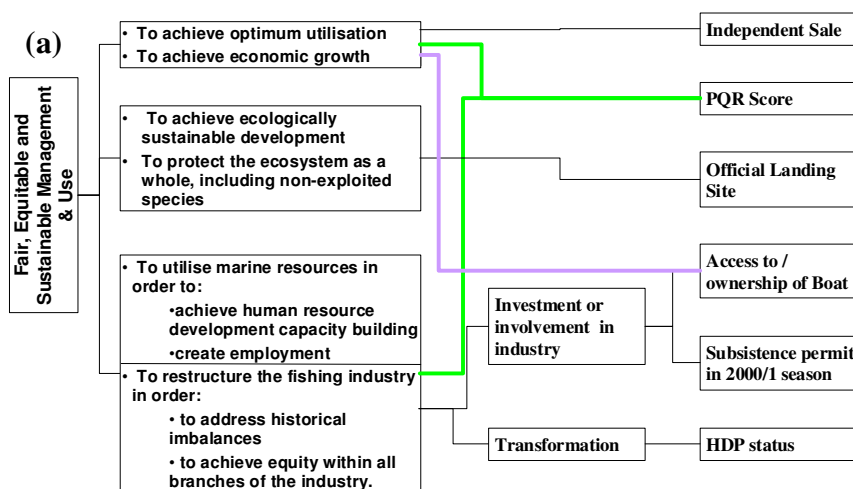 (a)
Fair, Equitable and
Sustainable Management
& Use
• To achieve optimum utilisation
• To achieve economic growth
• To achieve ecologically
sustainable development
• To protect the ecosystem as a
whole, including non-exploited
species
• To utilise marine resources in
order to:
•achieve human resource
development capacity building
•create employment
• To restructure the fishing industry
in order:
• to address historical
imbalances
• to achieve equity within all
branches of the industry.
Investment or
involvement in
industry
Transformation
Independent Sale
PQR Score
Official Landing
Site
Access to /
ownership of Boat
Subsistence permit
in 2000/1 season
HDP status